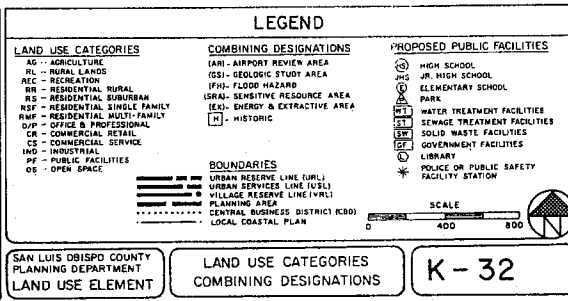 LEGEND
LAND USE CATEGORIES
AG -- AGRICULTURE
RL -- RURAL LANDS
REC -- RECREATION
RR -- RESIDENTIAL RURAL
RS -- RESIDENTIAL SUBURBAN
RSF -- RESIDENTIAL SINGLE FAMILY
RMF -- RESIDENTIAL MULTI-FAMILY
O/P -- OFFICE & PROFESSIONAL
CR -- COMMERCIAL RETAIL
CS -- COMMERCIAL SERVICE
IND -- INDUSTRIAL
PF -- PUBLIC FACILITIES
OS -- OPEN SPACE
COMBINING DESIGNATIONS
(AR) - AIRPORT REVIEW AREA
(GS) - GEOLOGIC STUDY AREA
(FH) - FLOOD HAZARD
(SRA) - SENSITIVE RESOURCE AREA
(EX) - ENERGY & EXTRACTIVE AREA
H - HISTORIC
BOUNDARIES
URBAN RESERVE LINE (URL)
URBAN SERVICES LINE (USL)
VILLAGE RESERVE LINE (VRL)
PLANNING AREA
CENTRAL BUSINESS DISTRICT (CBD)
LOCAL COASTAL PLAN
PROPOSED PUBLIC FACILITIES
HS HIGH SCHOOL
JHS JR. HIGH SCHOOL
E ELEMENTARY SCHOOL
PARK
WT WATER TREATMENT FACILITIES
ST SEWAGE TREATMENT FACILITIES
SW SOLID WASTE FACILITIES
GF GOVERNMENT FACILITIES
L LIBRARY
POLICE OR PUBLIC SAFETY
FACILITY STATION
SCALE
0 400 800
SAN LUIS OBISPO COUNTY
PLANNING DEPARTMENT
LAND USE ELEMENT
LAND USE CATEGORIES
COMBINING DESIGNATIONS
K-32